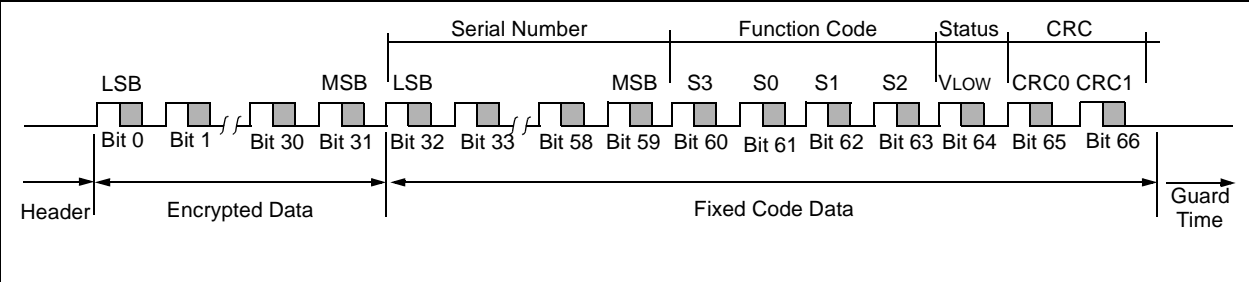 Serial Number Function Code Status CRC
LSB MSB LSB MSB S3 S0 S1 S2 VLOW CRC0 CRC1
Bit 0 Bit 1 Bit 30 Bit 31 Bit 32 Bit 33 Bit 58 Bit 59 Bit 60 Bit 61 Bit 62 Bit 63 Bit 64 Bit 65 Bit 66
Header Encrypted Data Fixed Code Data Guard
Time